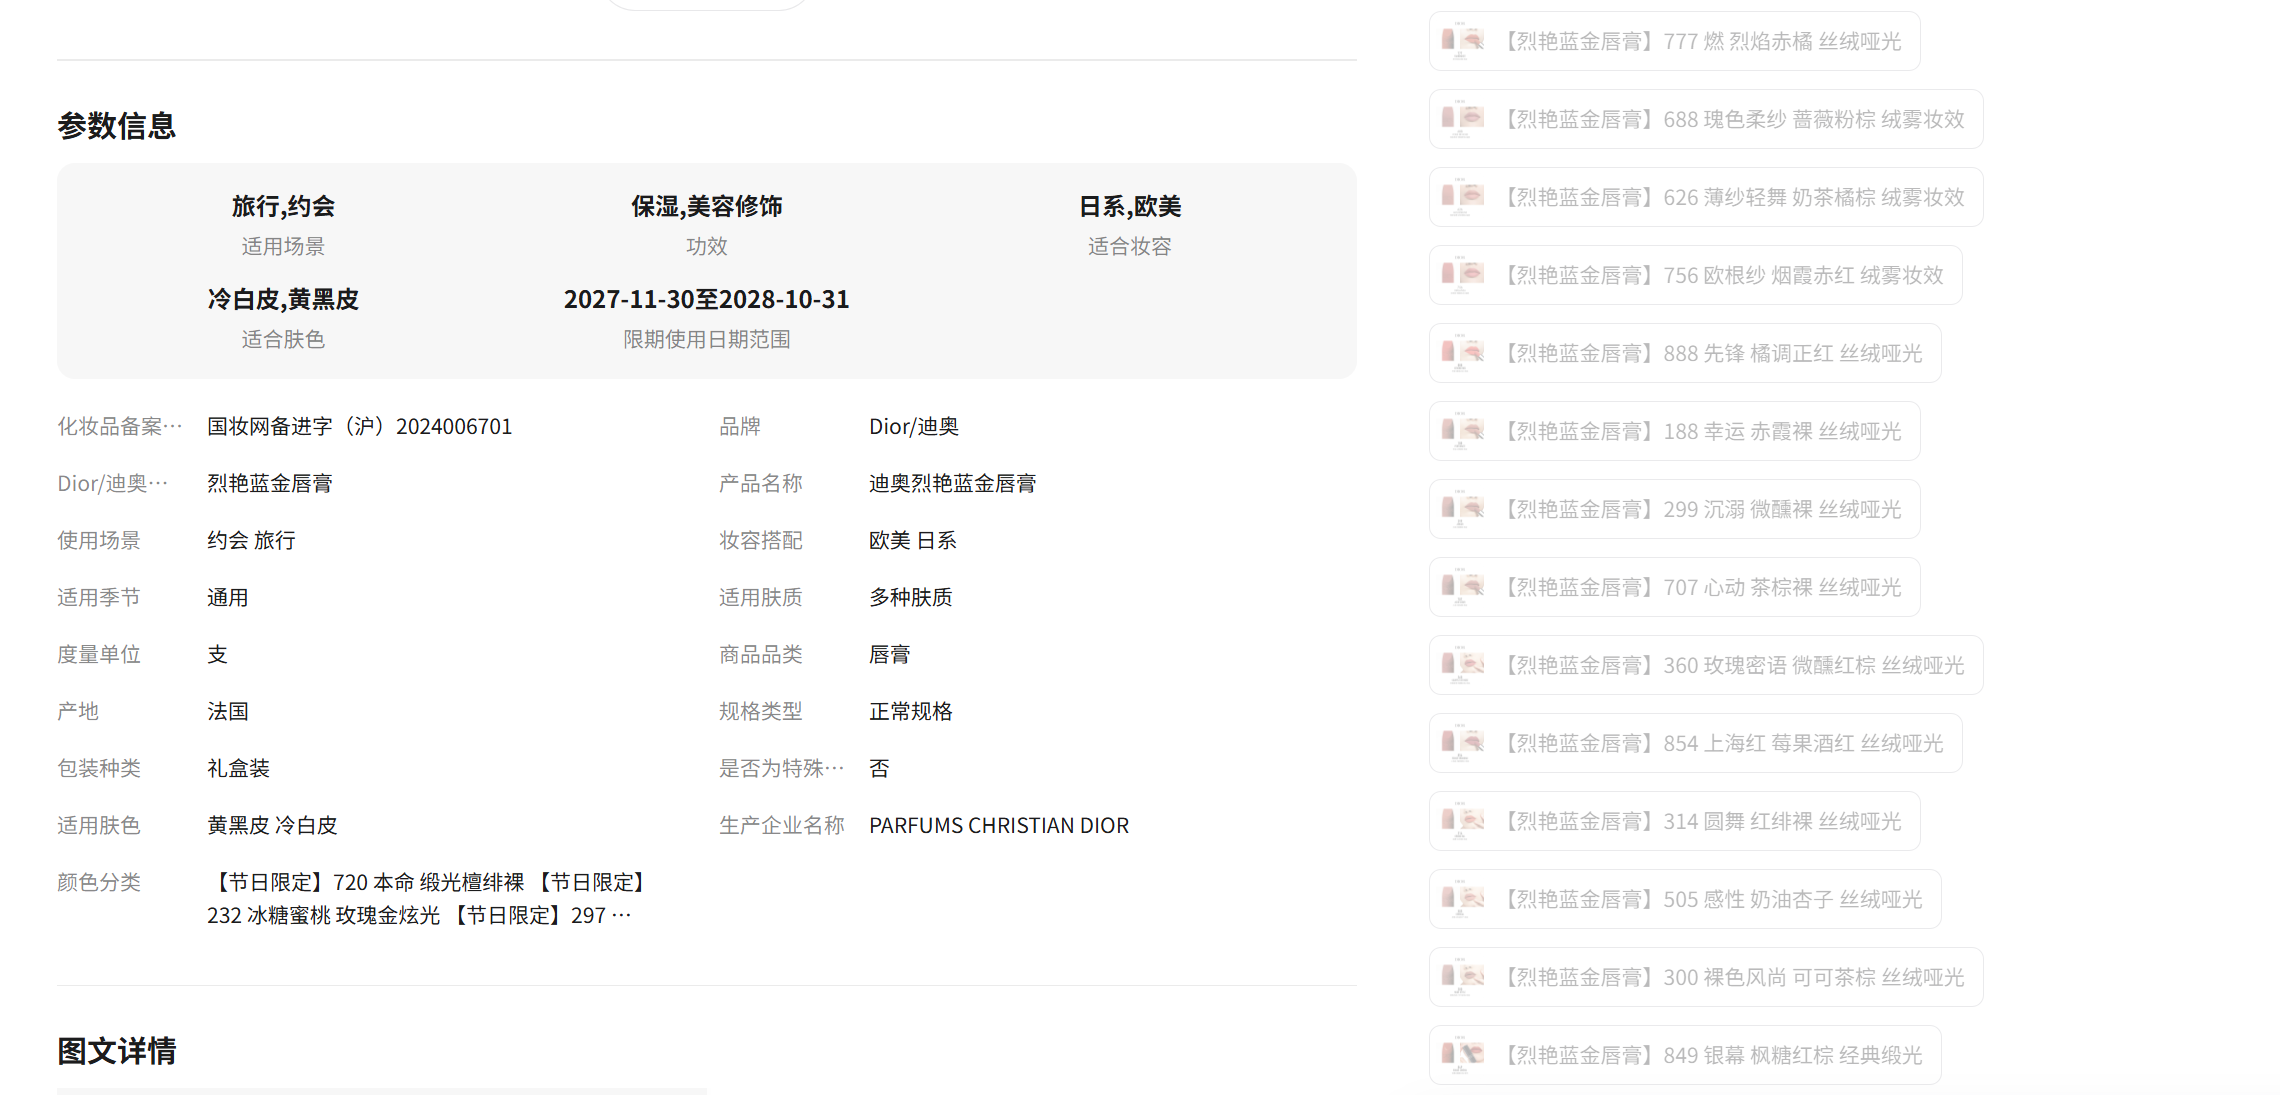 参数信息
旅行,约会
适用场景
保湿,美容修饰
功效
日系,欧美
适合妆容
冷白皮,黄黑皮
适合肤色
2027-11-30至2028-10-31
限期使用日期范围
化妆品备案… 国妆网备进字（沪）2024006701
品牌 Dior/迪奥
Dior/迪奥… 烈艳蓝金唇膏
产品名称 迪奥烈艳蓝金唇膏
使用场景 约会 旅行
妆容搭配 欧美 日系
适用季节 通用
适用肤质 多种肤质
度量单位 支
商品品类 唇膏
产地 法国
规格类型 正常规格
包装种类 礼盒装
是否为特殊… 否
适用肤色 黄黑皮 冷白皮
生产企业名称 PARFUMS CHRISTIAN DIOR
颜色分类 【节日限定】720 本命 缎光檀绯裸 【节日限定】
232 冰糖蜜桃 玫瑰金炫光 【节日限定】297 …
图文详情
【烈艳蓝金唇膏】777 燃 烈焰赤橘 丝绒哑光
【烈艳蓝金唇膏】688 瑰色柔纱 蔷薇粉棕 绒雾妆效
【烈艳蓝金唇膏】626 薄纱轻舞 奶茶橘棕 绒雾妆效
【烈艳蓝金唇膏】756 欧根纱 烟霞赤红 绒雾妆效
【烈艳蓝金唇膏】888 先锋 橘调正红 丝绒哑光
【烈艳蓝金唇膏】188 幸运 赤霞裸 丝绒哑光
【烈艳蓝金唇膏】299 沉溺 微醺裸 丝绒哑光
【烈艳蓝金唇膏】707 心动 茶棕裸 丝绒哑光
【烈艳蓝金唇膏】360 玫瑰密语 微醺红棕 丝绒哑光
【烈艳蓝金唇膏】854 上海红 莓果酒红 丝绒哑光
【烈艳蓝金唇膏】314 圆舞 红绯裸 丝绒哑光
【烈艳蓝金唇膏】505 感性 奶油杏子 丝绒哑光
【烈艳蓝金唇膏】300 裸色风尚 可可茶棕 丝绒哑光
【烈艳蓝金唇膏】849 银幕 枫糖红棕 经典缎光